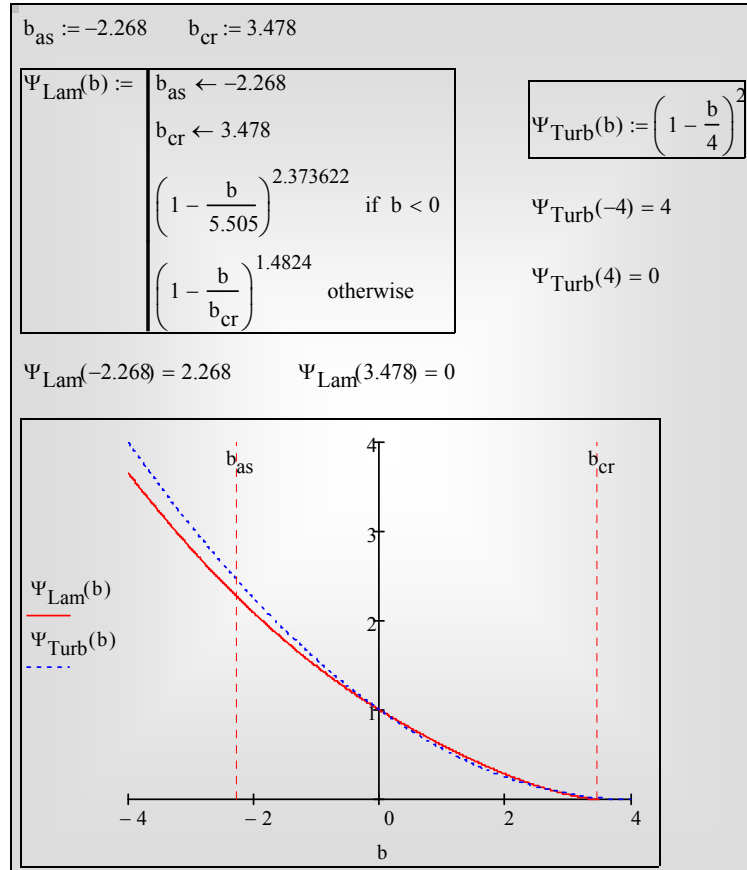 b_as := −2.268    b_cr := 3.478
Ψ_Lam(b) := | b_as ← −2.268
b_cr ← 3.478
(1 − b/5.505)^2.373622 if b < 0
(1 − b/b_cr)^1.4824 otherwise
Ψ_Turb(b) := (1 − b/4)^2
Ψ_Turb(−4) = 4
Ψ_Turb(4) = 0
Ψ_Lam(−2.268) = 2.268    Ψ_Lam(3.478) = 0
b_as
b_cr
4
3
2
1
Ψ_Lam(b)
Ψ_Turb(b)
− 4    − 2    0    2    4
b